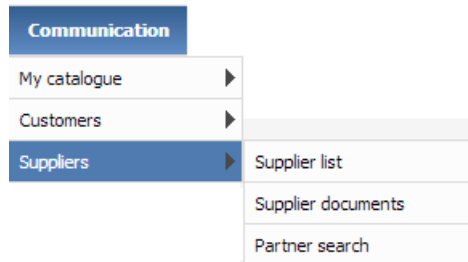 Communication
My catalogue
Customers
Suppliers
Supplier list
Supplier documents
Partner search